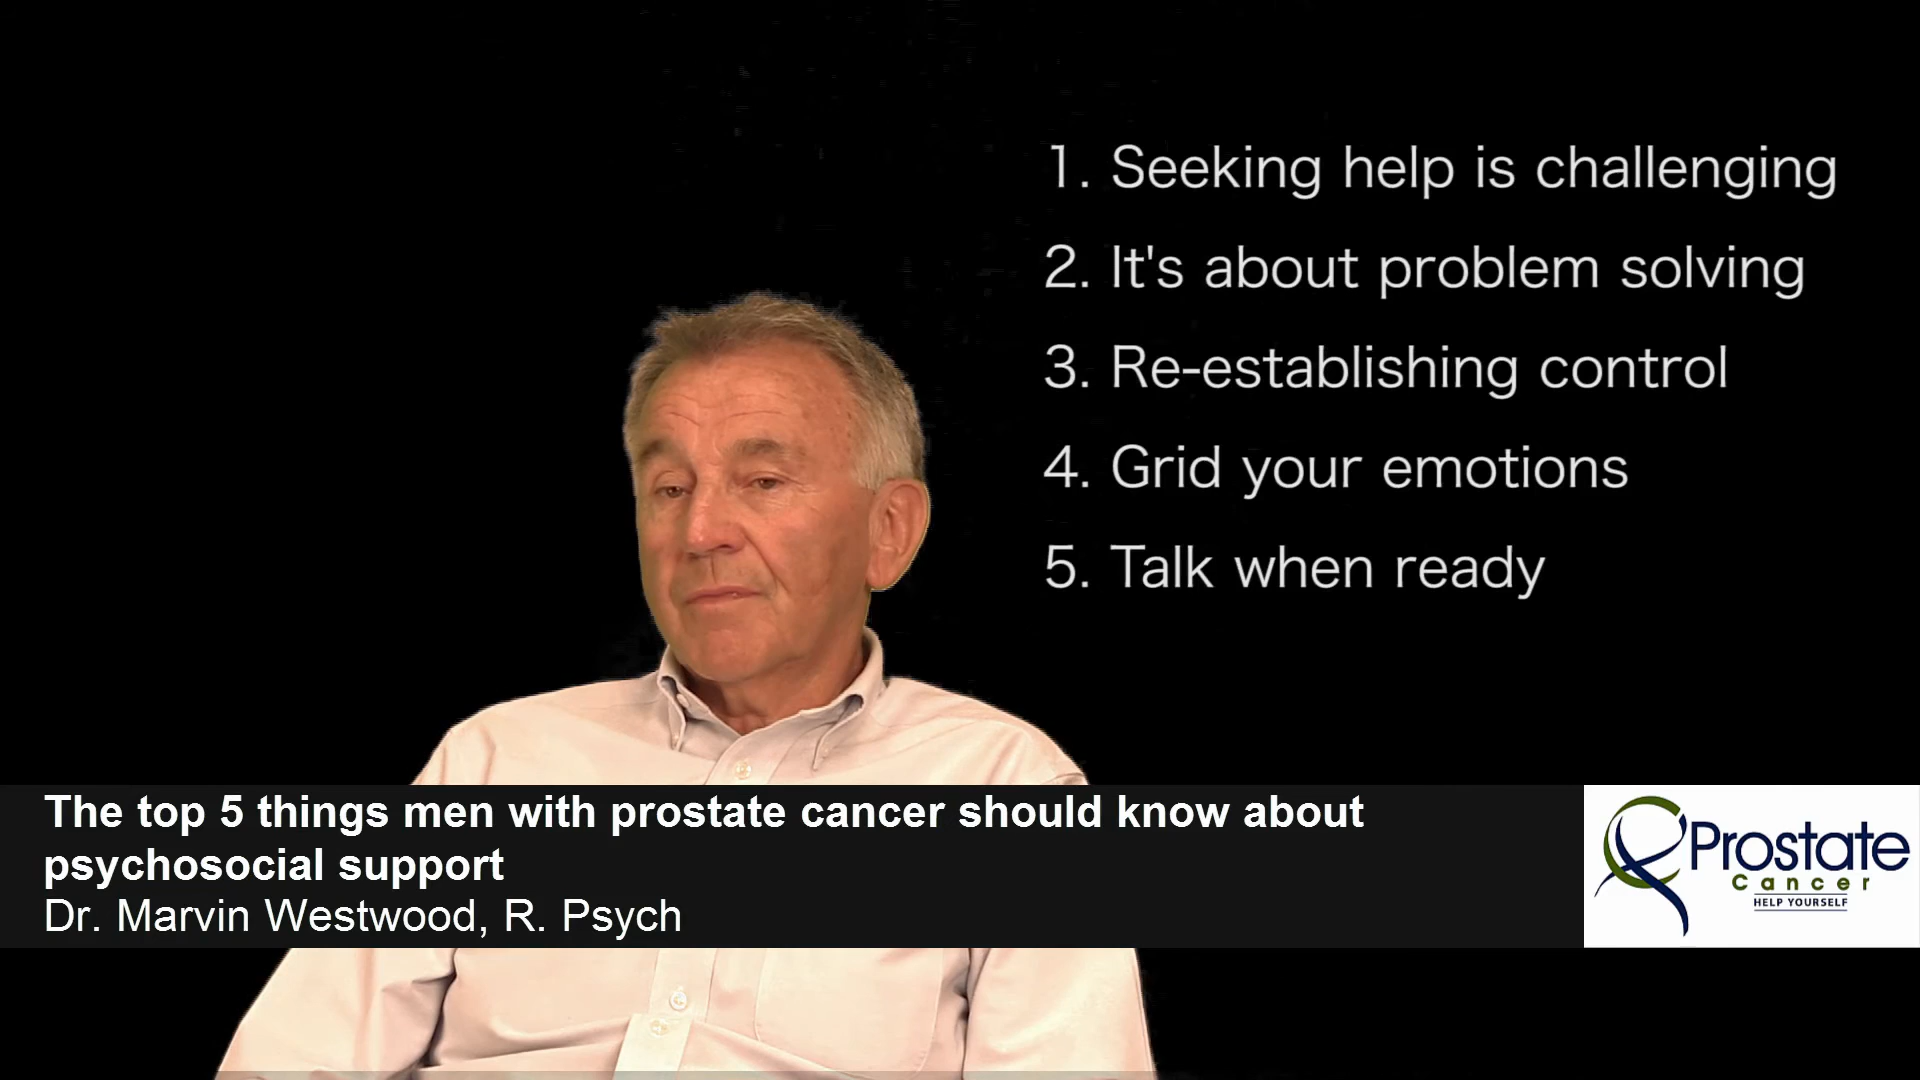 1. Seeking help is challenging
2. It's about problem solving
3. Re-establishing control
4. Grid your emotions
5. Talk when ready
The top 5 things men with prostate cancer should know about
psychosocial support
Dr. Marvin Westwood, R. Psych
Prostate
Cancer
HELP YOURSELF